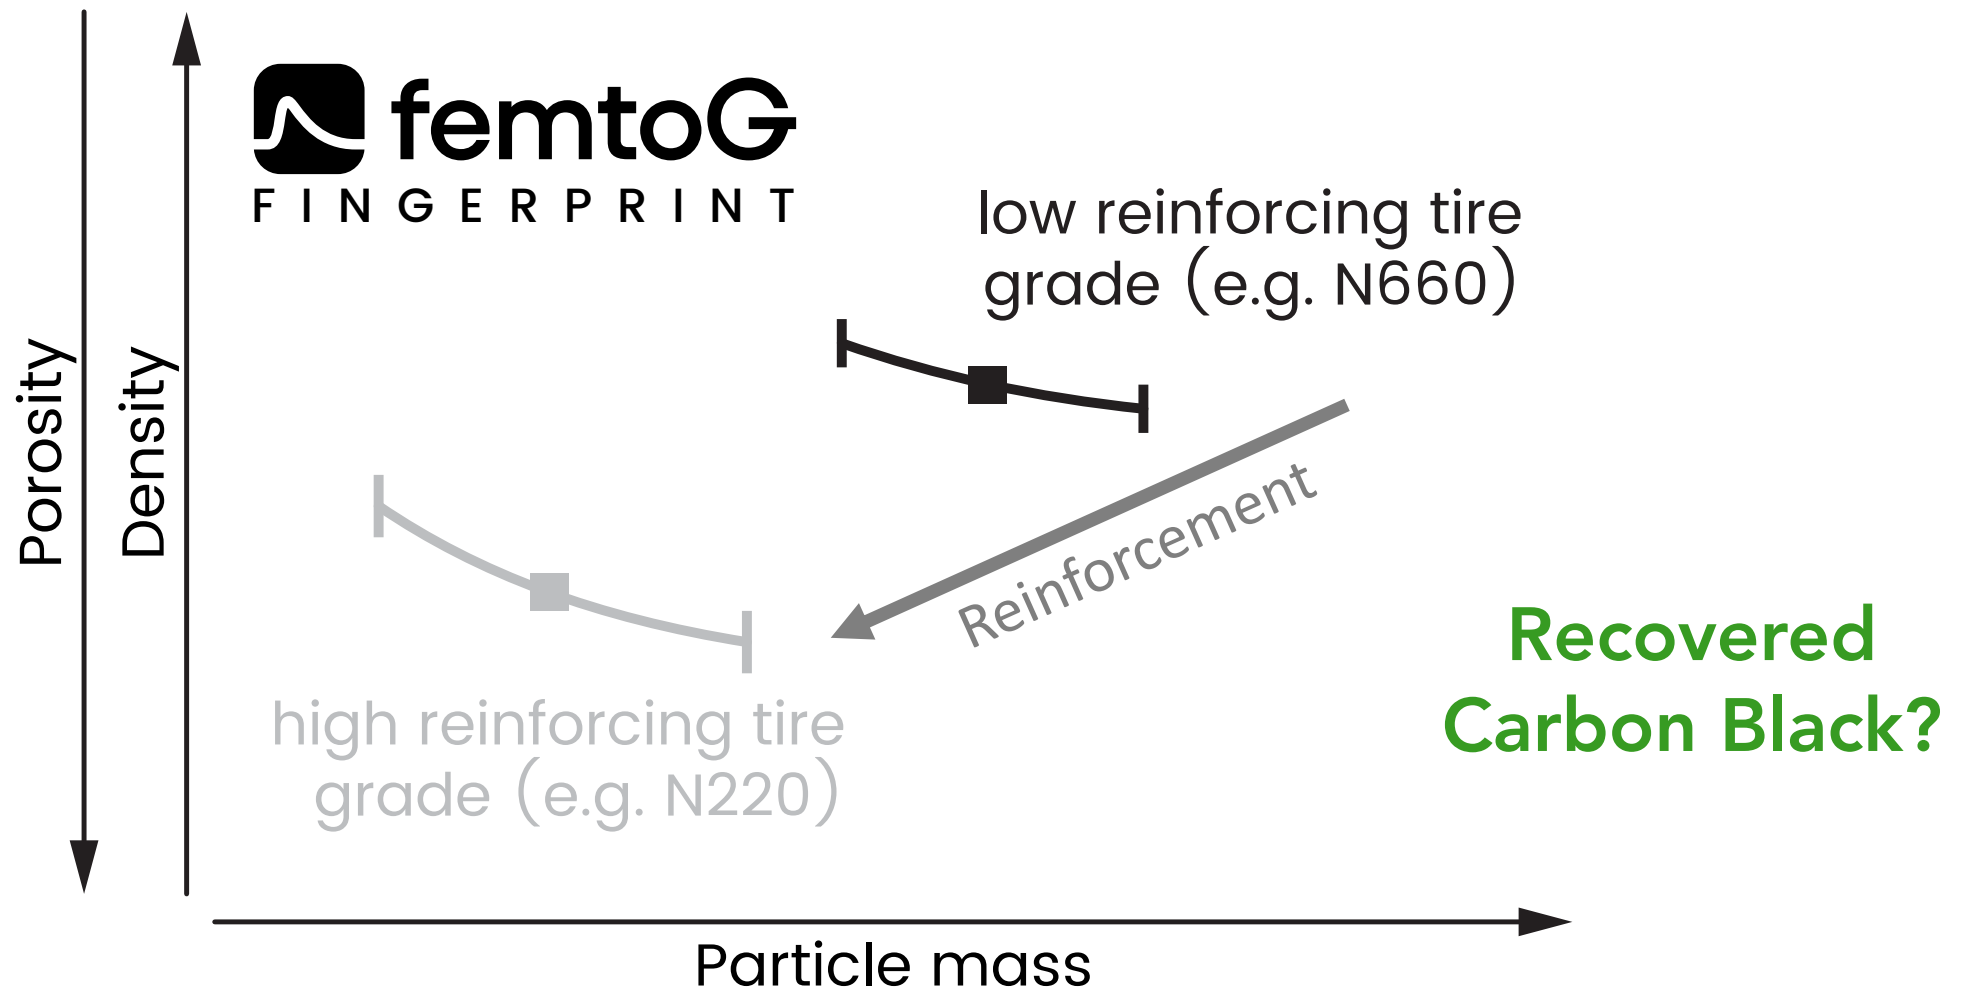 femtoG
FINGERPRINT
low reinforcing tire
grade (e.g. N660)
Porosity
Density
Reinforcement
high reinforcing tire
grade (e.g. N220)
Recovered
Carbon Black?
Particle mass